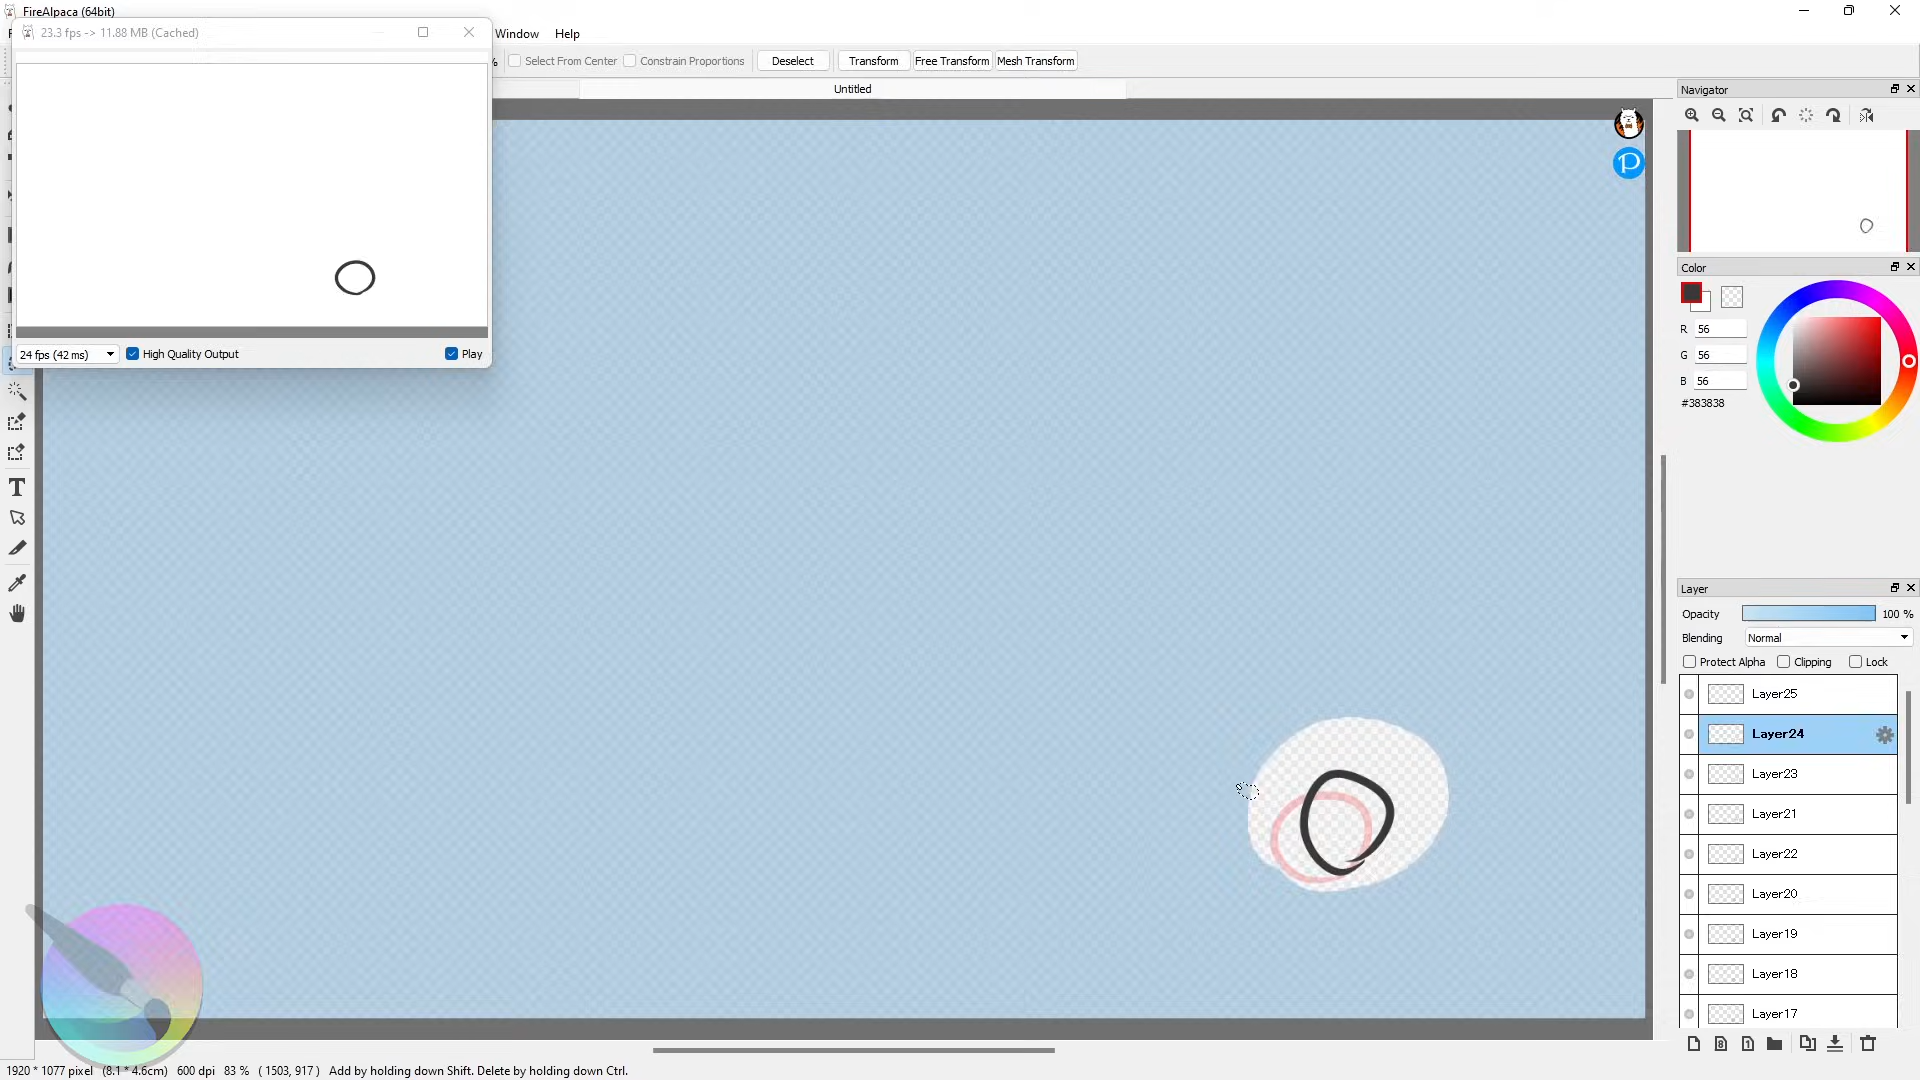 FireAlpaca (64bit)
23.3 fps -> 11.88 MB (Cached)
Window Help
% Select From Center Constrain Proportions Deselect Transform Free Transform Mesh Transform
Untitled
24 fps (42 ms) High Quality Output Play
T
P
Navigator
Color
R 56
G 56
B 56
#383838
Layer
Opacity 100 %
Blending Normal
Protect Alpha Clipping Lock
Layer25
Layer24
Layer23
Layer21
Layer22
Layer20
Layer19
Layer18
Layer17
1920 * 1077 pixel (8.1 * 4.6cm) 600 dpi 83 % ( 1503, 917 ) Add by holding down Shift. Delete by holding down Ctrl.